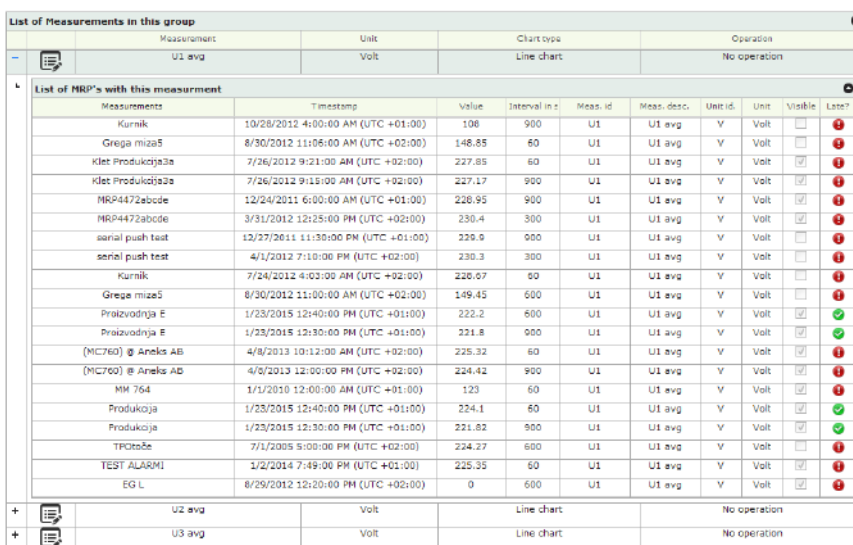 List of Measurements in this group
Measurement Unit Chart type Operation
U1 avg Volt Line chart No operation
List of MRP's with this measurment
Measurements Timestamp Value Interval in s Meas. id Meas. desc. Unit id. Unit Visible Late?
Kurnik 10/28/2012 4:00:00 AM (UTC +01:00) 108 900 U1 U1 avg V Volt
Grega miza5 8/30/2012 11:06:00 AM (UTC +02:00) 148.85 60 U1 U1 avg V Volt
Klet Produkcija3a 7/26/2012 9:21:00 AM (UTC +02:00) 227.85 60 U1 U1 avg V Volt
Klet Produkcija3a 7/26/2012 9:15:00 AM (UTC +02:00) 227.17 900 U1 U1 avg V Volt
MRP4472abcde 12/24/2011 6:00:00 AM (UTC +01:00) 228.95 900 U1 U1 avg V Volt
MRP4472abcde 3/31/2012 12:25:00 PM (UTC +02:00) 230.4 300 U1 U1 avg V Volt
serial push test 12/27/2011 11:30:00 PM (UTC +01:00) 229.9 900 U1 U1 avg V Volt
serial push test 4/1/2012 7:10:00 PM (UTC +02:00) 230.3 300 U1 U1 avg V Volt
Kurnik 7/24/2012 4:03:00 AM (UTC +02:00) 228.67 60 U1 U1 avg V Volt
Grega miza5 8/30/2012 11:00:00 AM (UTC +02:00) 149.45 600 U1 U1 avg V Volt
Proizvodnja E 1/23/2015 12:40:00 PM (UTC +01:00) 222.2 600 U1 U1 avg V Volt
Proizvodnja E 1/23/2015 12:30:00 PM (UTC +01:00) 221.8 900 U1 U1 avg V Volt
(MC760) @ Aneks AB 4/8/2013 10:12:00 AM (UTC +02:00) 225.32 60 U1 U1 avg V Volt
(MC760) @ Aneks AB 4/8/2013 12:00:00 PM (UTC +02:00) 224.42 900 U1 U1 avg V Volt
MM 764 1/1/2010 12:00:00 AM (UTC +01:00) 123 60 U1 U1 avg V Volt
Produkcija 1/23/2015 12:40:00 PM (UTC +01:00) 224.1 60 U1 U1 avg V Volt
Produkcija 1/23/2015 12:30:00 PM (UTC +01:00) 221.82 900 U1 U1 avg V Volt
TPOtoče 7/1/2005 5:00:00 PM (UTC +02:00) 224.27 600 U1 U1 avg V Volt
TEST ALARMI 1/2/2014 7:49:00 PM (UTC +01:00) 225.35 60 U1 U1 avg V Volt
EG L 8/29/2012 12:20:00 PM (UTC +02:00) 0 600 U1 U1 avg V Volt
U2 avg Volt Line chart No operation
U3 avg Volt Line chart No operation